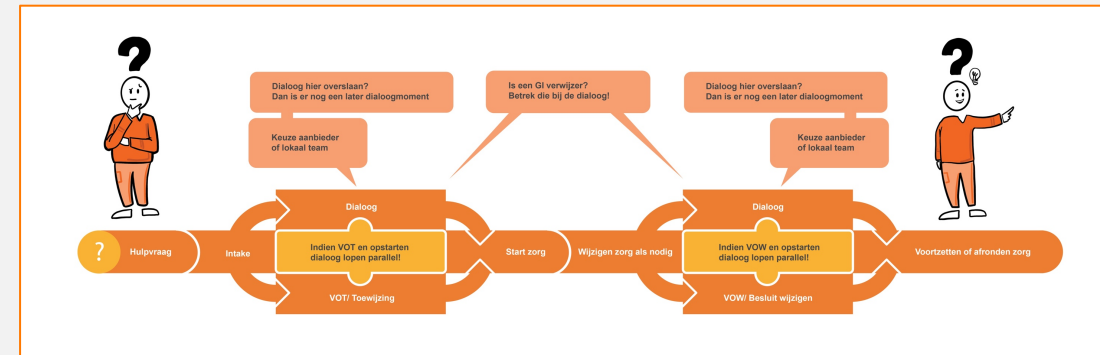 ?
?
Dialoog hier overslaan?
Dan is er nog een later dialoogmoment
Is een GI verwijzer?
Betrek die bij de dialoog!
Dialoog hier overslaan?
Dan is er nog een later dialoogmoment
Keuze aanbieder
of lokaal team
Keuze aanbieder
of lokaal team
Dialoog
Dialoog
?
Hulpvraag
Intake
Indien VOT en opstarten
dialoog lopen parallel!
Start zorg
Wijzigen zorg als nodig
Indien VOW en opstarten
dialoog lopen parallel!
Voortzetten of afronden zorg
VOT/ Toewijzing
VOW/ Besluit wijzigen